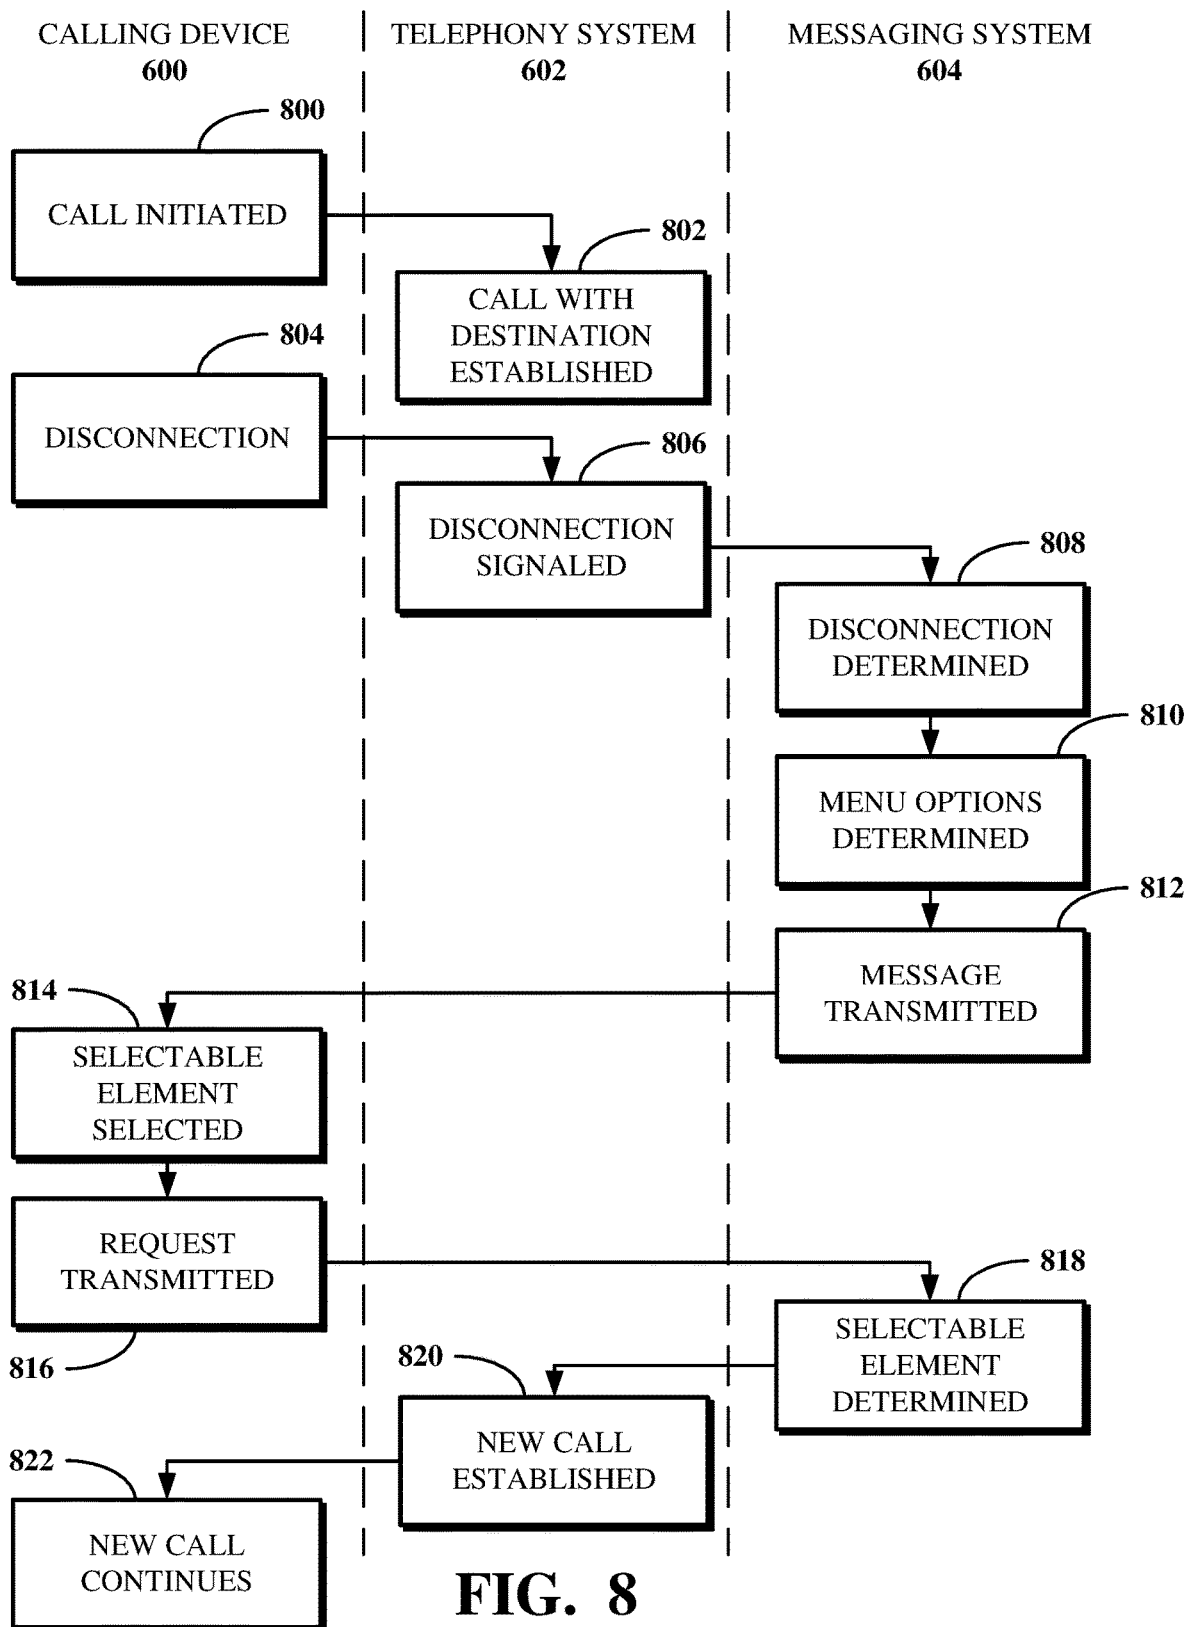 CALLING DEVICE
600
TELEPHONY SYSTEM
602
MESSAGING SYSTEM
604
800
CALL INITIATED
802
CALL WITH
DESTINATION
ESTABLISHED
804
DISCONNECTION
806
DISCONNECTION
SIGNALED
808
DISCONNECTION
DETERMINED
810
MENU OPTIONS
DETERMINED
812
MESSAGE
TRANSMITTED
814
SELECTABLE
ELEMENT
SELECTED
REQUEST
TRANSMITTED
816
818
SELECTABLE
ELEMENT
DETERMINED
820
NEW CALL
ESTABLISHED
822
NEW CALL
CONTINUES
FIG. 8